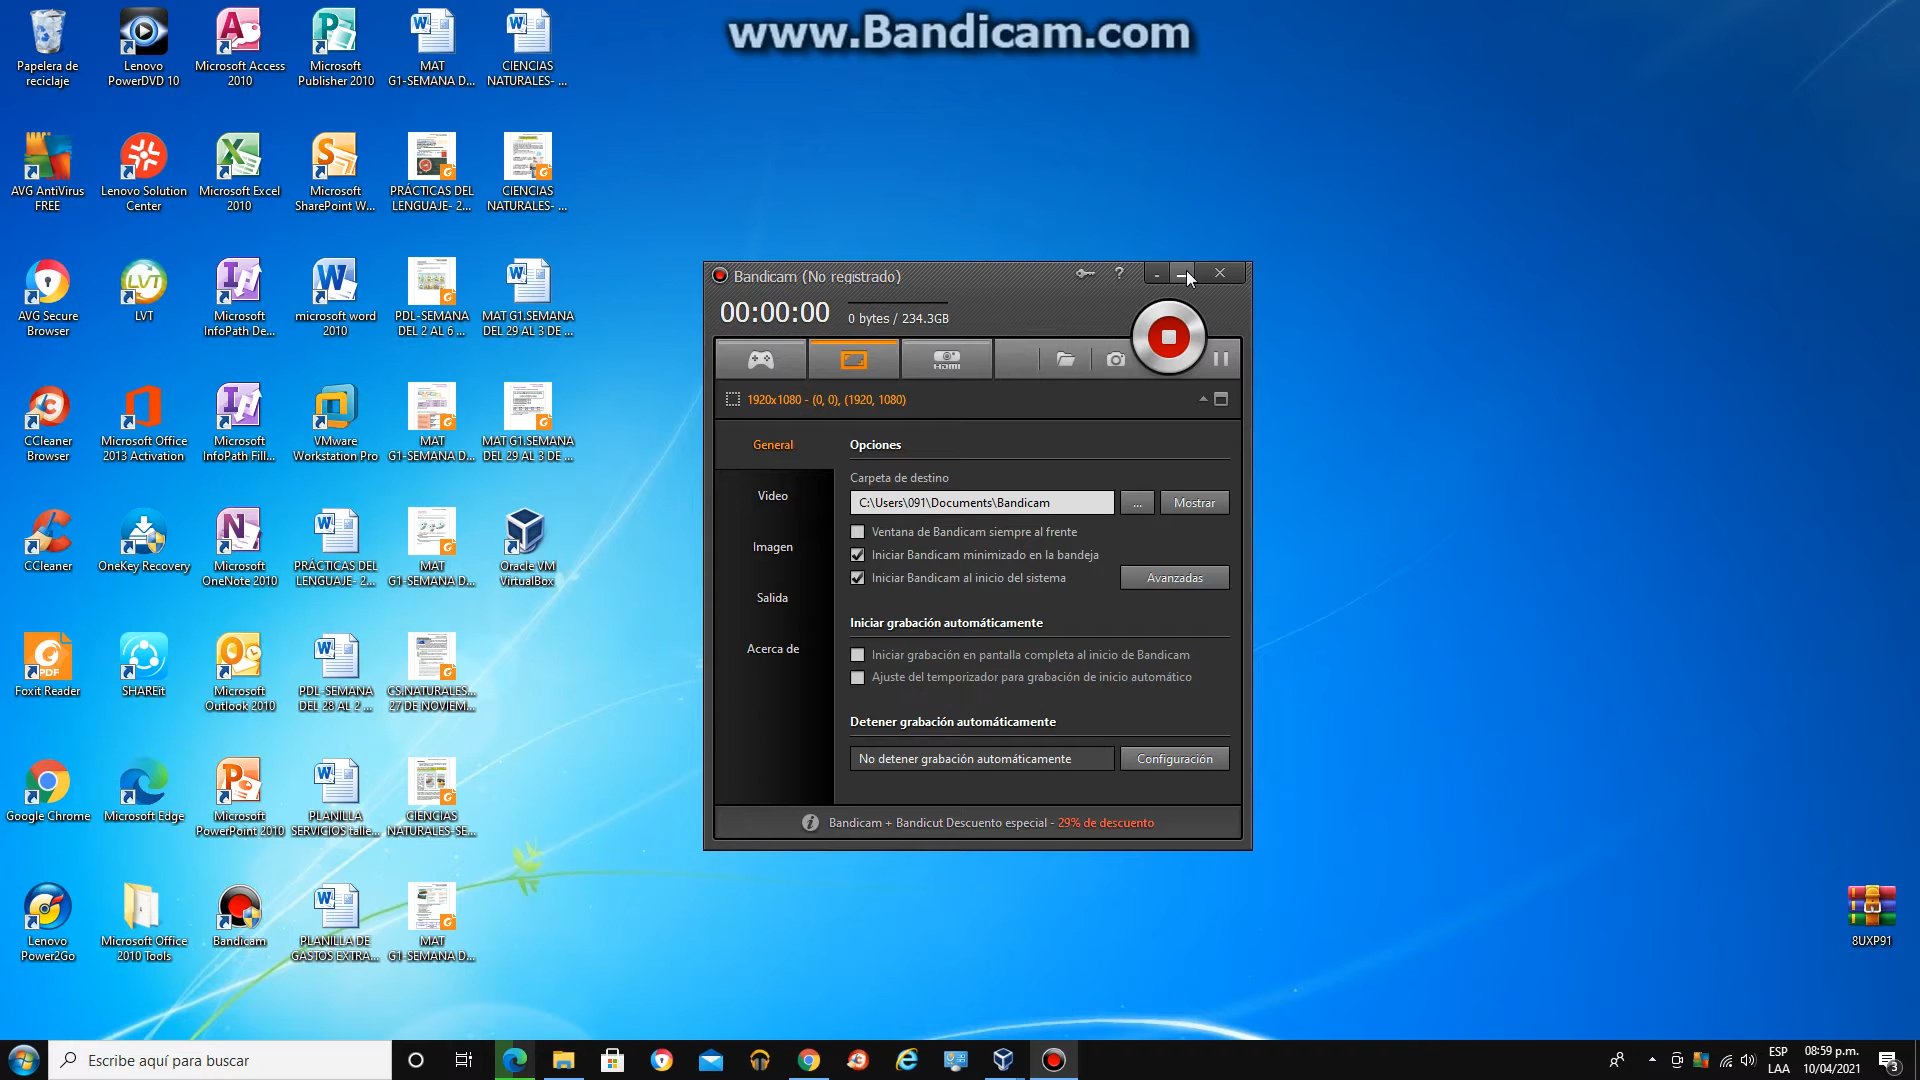 www.Bandicam.com
Papelera de
reciclaje
Lenovo
PowerDVD 10
Microsoft Access
2010
Microsoft
Publisher 2010
MAT
G1-SEMANA D...
CIENCIAS
NATURALES- ...
AVG AntiVirus
FREE
Lenovo Solution
Center
Microsoft Excel
2010
Microsoft
SharePoint W...
PRÁCTICAS DEL
LENGUAJE- 2...
CIENCIAS
NATURALES- ...
AVG Secure
Browser
LVT
Microsoft
InfoPath De...
microsoft word
2010
PDL-SEMANA
DEL 2 AL 6 ...
MAT G1.SEMANA
DEL 29 AL 3 DE ...
CCleaner
Browser
Microsoft Office
2013 Activation
Microsoft
InfoPath Fill...
VMware
Workstation Pro
MAT
G1-SEMANA D...
MAT G1.SEMANA
DEL 29 AL 3 DE ...
CCleaner
OneKey Recovery
Microsoft
OneNote 2010
PRÁCTICAS DEL
LENGUAJE- 2...
MAT
G1-SEMANA D...
Oracle VM
VirtualBox
Foxit Reader
SHAREit
Microsoft
Outlook 2010
PDL-SEMANA
DEL 28 AL 2 ...
CS.NATURALES...
27 DE NOVIEM...
Google Chrome
Microsoft Edge
Microsoft
PowerPoint 2010
PLANILLA
SERVICIOS talle...
CIENCIAS
NATURALES-SE...
Lenovo
Power2Go
Microsoft Office
2010 Tools
Bandicam
PLANILLA DE
GASTOS EXTRA...
MAT
G1-SEMANA D...
8UXP91
Bandicam (No registrado)
00:00:00
0 bytes / 234.3GB
HDMI
1920x1080 - (0, 0), (1920, 1080)
General
Video
Imagen
Salida
Acerca de
Opciones
Carpeta de destino
C:\Users\091\Documents\Bandicam
...
Mostrar
Ventana de Bandicam siempre al frente
Iniciar Bandicam minimizado en la bandeja
Iniciar Bandicam al inicio del sistema
Avanzadas
Iniciar grabación automáticamente
Iniciar grabación en pantalla completa al inicio de Bandicam
Ajuste del temporizador para grabación de inicio automático
Detener grabación automáticamente
No detener grabación automáticamente
Configuración
Bandicam + Bandicut Descuento especial - 29% de descuento
Escribe aquí para buscar
ESP
LAA
08:59 p.m.
10/04/2021
3